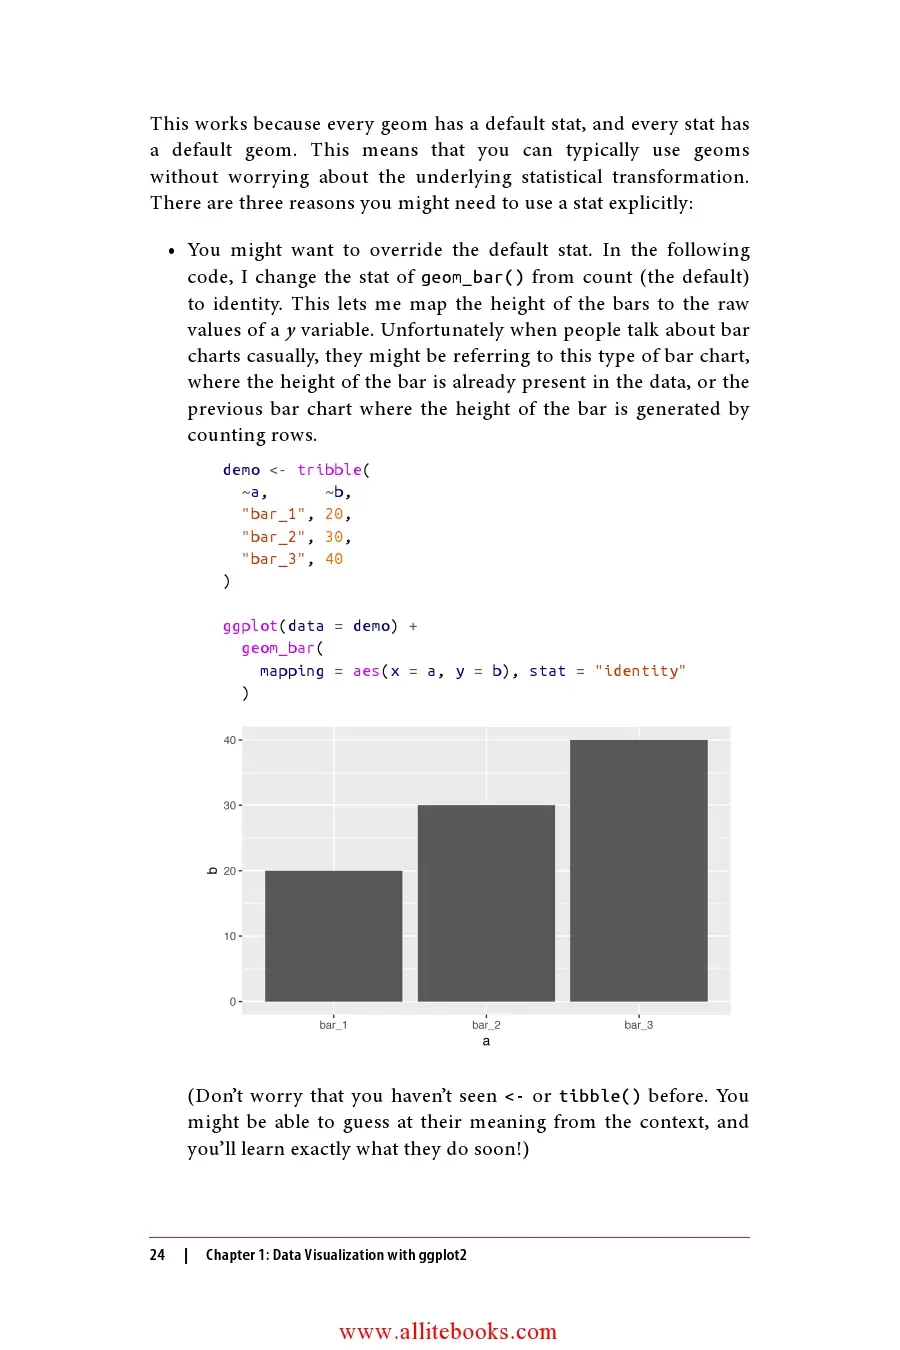 This works because every geom has a default stat, and every stat has
a default geom. This means that you can typically use geoms
without worrying about the underlying statistical transformation.
There are three reasons you might need to use a stat explicitly:
• You might want to override the default stat. In the following
code, I change the stat of geom_bar() from count (the default)
to identity. This lets me map the height of the bars to the raw
values of a y variable. Unfortunately when people talk about bar
charts casually, they might be referring to this type of bar chart,
where the height of the bar is already present in the data, or the
previous bar chart where the height of the bar is generated by
counting rows.
demo <- tribble(
  ~a,      ~b,
  "bar_1", 20,
  "bar_2", 30,
  "bar_3", 40
)
ggplot(data = demo) +
  geom_bar(
    mapping = aes(x = a, y = b), stat = "identity"
  )
40
30
b
20
10
0
bar_1 bar_2 bar_3
a
(Don’t worry that you haven’t seen <- or tibble() before. You
might be able to guess at their meaning from the context, and
you’ll learn exactly what they do soon!)
24 | Chapter 1: Data Visualization with ggplot2
www.allitebooks.com